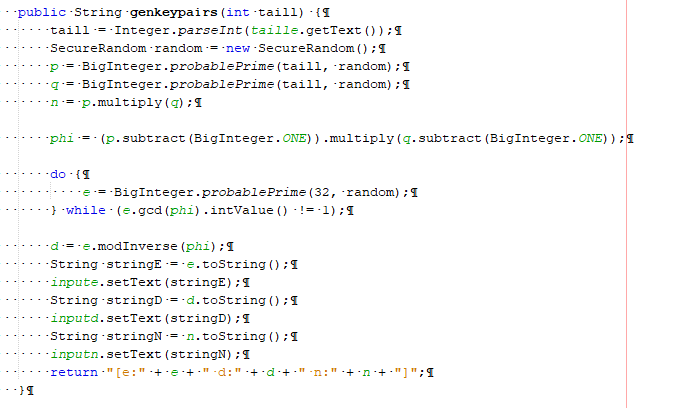 public String genkeypairs(int taill) {¶
taill = Integer.parseInt(taille.getText());¶
SecureRandom random = new SecureRandom();¶
p = BigInteger.probablePrime(taill, random);¶
q = BigInteger.probablePrime(taill, random);¶
n = p.multiply(q);¶
phi = (p.subtract(BigInteger.ONE)).multiply(q.subtract(BigInteger.ONE));¶
do {¶
e = BigInteger.probablePrime(32, random);¶
} while (e.gcd(phi).intValue() != 1);¶
d = e.modInverse(phi);¶
String stringE = e.toString();¶
inpute.setText(stringE);¶
String stringD = d.toString();¶
inputd.setText(stringD);¶
String stringN = n.toString();¶
inputn.setText(stringN);¶
return "[e:" + e + " d:" + d + " n:" + n + "]";¶
}¶